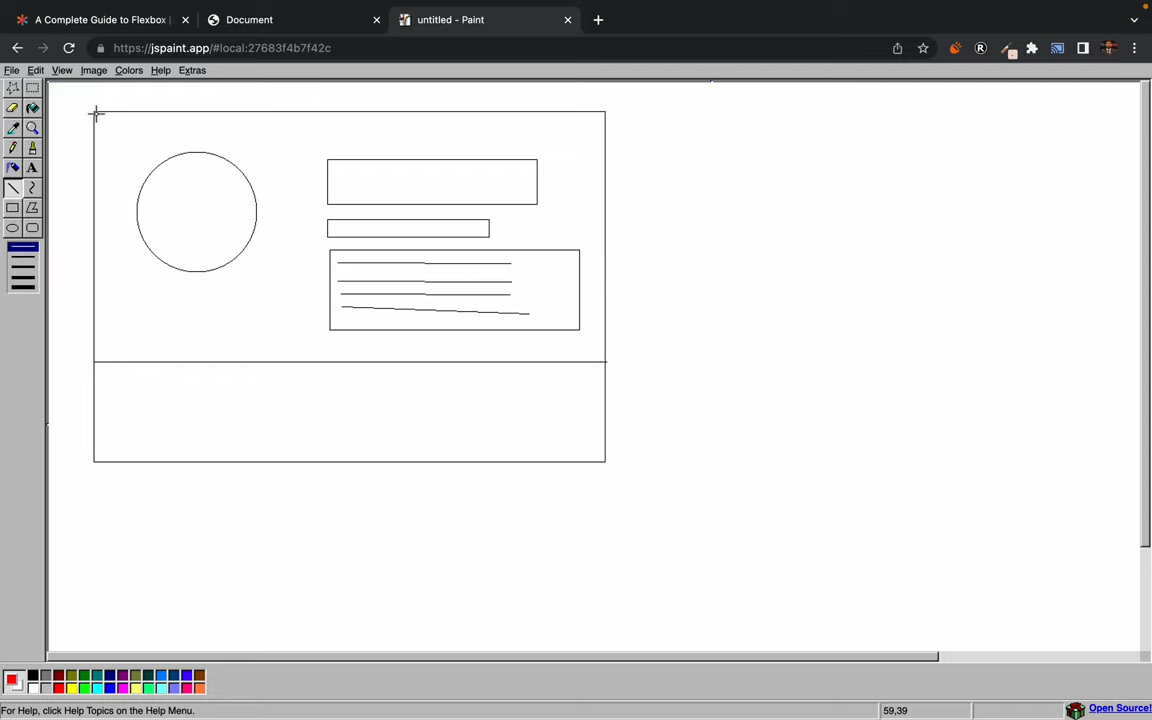 A Complete Guide to Flexbox |
Document
untitled - Paint
https://jspaint.app/#local:27683f4b7f42c
File Edit View Image Colors Help Extras
A
For Help, click Help Topics on the Help Menu.
59,39
Open Source!